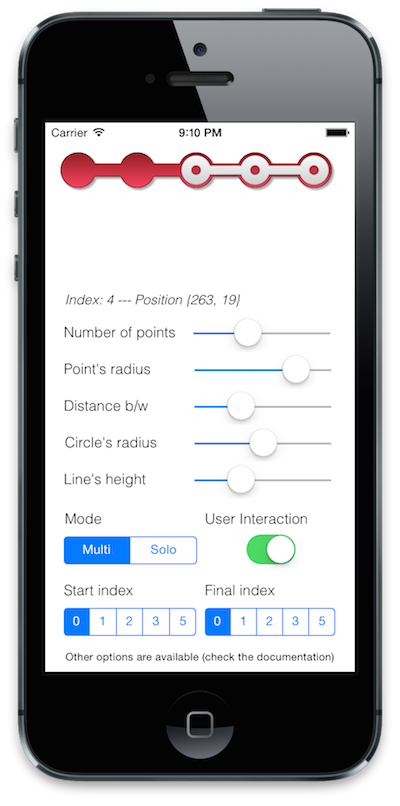 Carrier 9:10 PM
Index: 4 --- Position {263, 19}
Number of points
Point's radius
Distance b/w
Circle's radius
Line's height
Mode User Interaction
Multi Solo
Start index Final index
0 1 2 3 5 0 1 2 3 5
Other options are available (check the documentation)